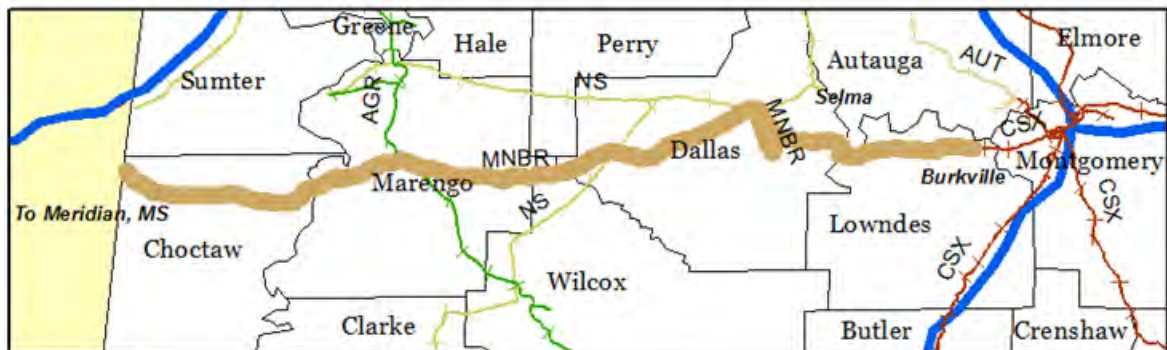 Greene
Hale
Perry
Elmore
Sumter
Autauga
AUT
NS
Selma
AGR
CSX
MNBR
MNBR
Dallas
Montgomery
Marengo
Burkville
To Meridian, MS
NS
CSX
Choctaw
Lowndes
CSX
Wilcox
Clarke
Butler
Crenshaw